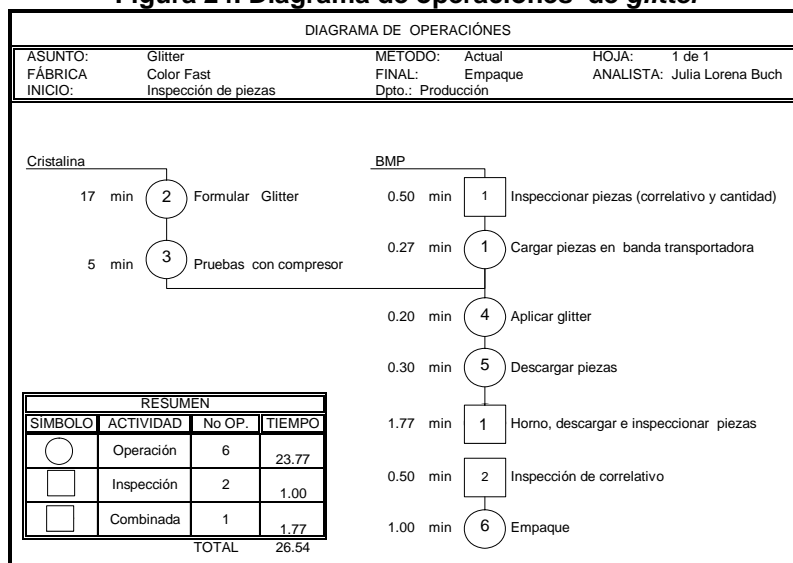 Figura 24. Diagrama de operaciones de glitter
DIAGRAMA DE OPERACIÓNES
ASUNTO: Glitter METODO: Actual HOJA: 1 de 1
FÁBRICA Color Fast FINAL: Empaque ANALISTA: Julia Lorena Buch
INICIO: Inspección de piezas Dpto.: Producción
Cristalina BMP
17 min 2 Formular Glitter 0.50 min 1 Inspeccionar piezas (correlativo y cantidad)
5 min 3 Pruebas con compresor 0.27 min 1 Cargar piezas en banda transportadora
0.20 min 4 Aplicar glitter
0.30 min 5 Descargar piezas
1.77 min 1 Horno, descargar e inspeccionar piezas
0.50 min 2 Inspección de correlativo
1.00 min 6 Empaque
RESUMEN
SÍMBOLO ACTIVIDAD No OP. TIEMPO
Operación 6 23.77
Inspección 2 1.00
Combinada 1 1.77
TOTAL 26.54